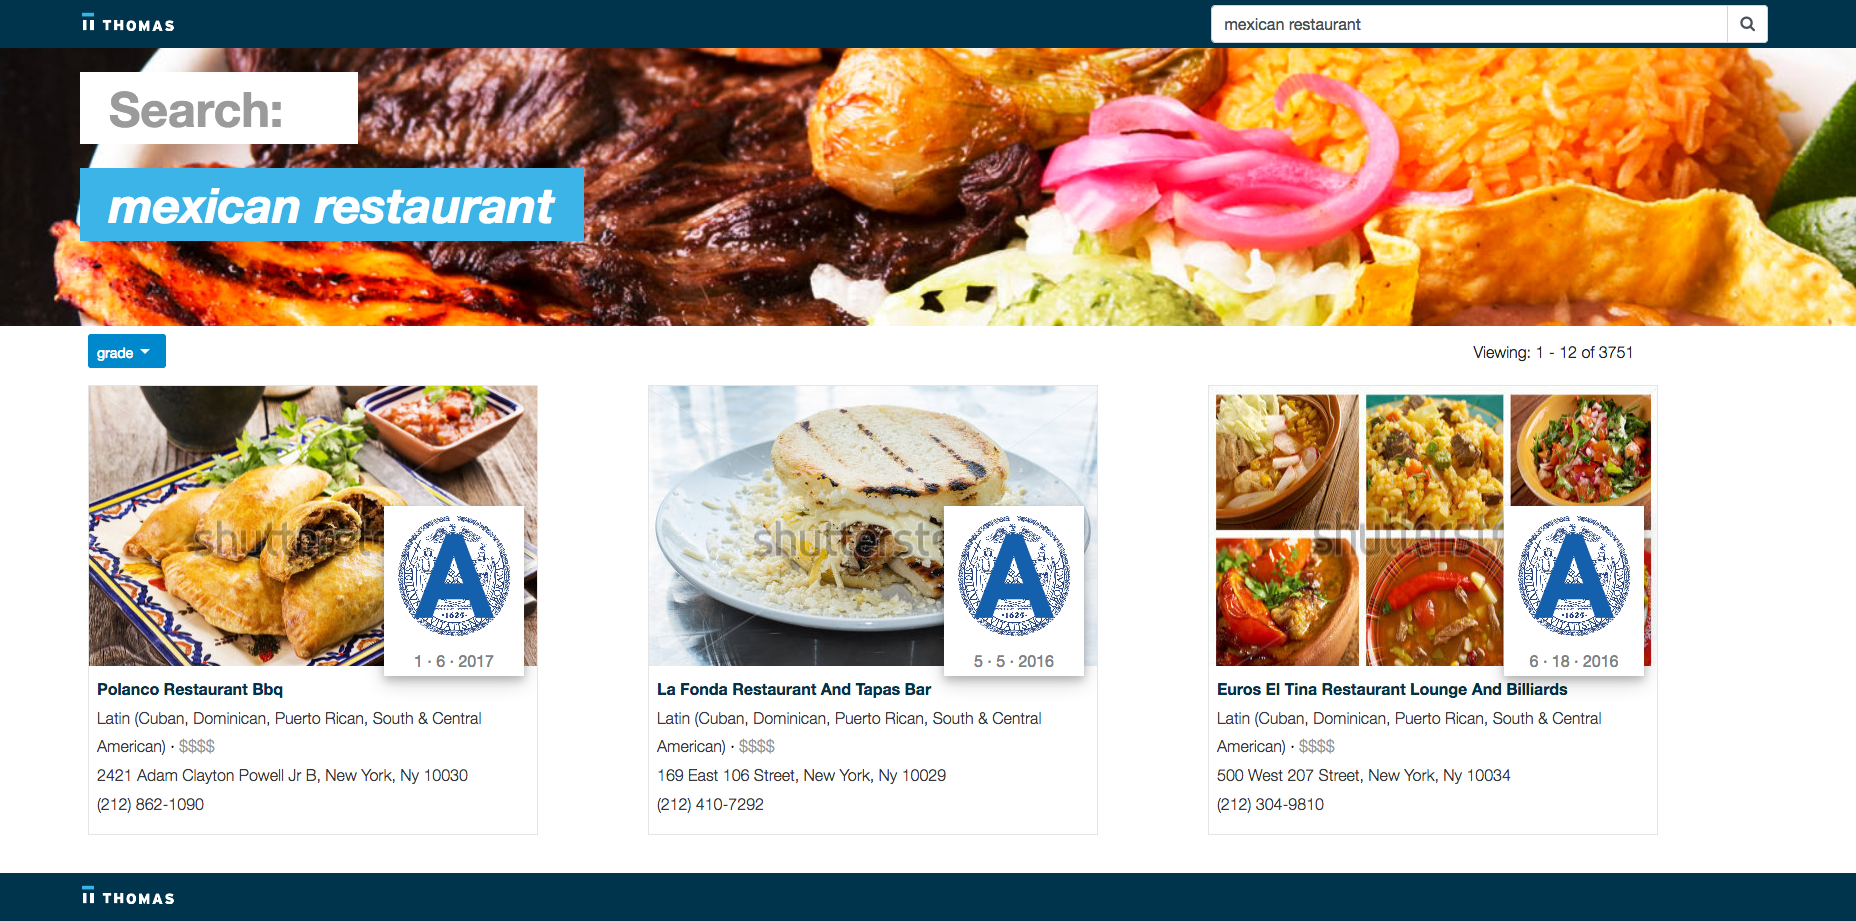 THOMAS
mexican restaurant
Search:
mexican restaurant
grade
Viewing: 1 - 12 of 3751
shutterst
A
·1625·
1 · 6 · 2017
Polanco Restaurant Bbq
Latin (Cuban, Dominican, Puerto Rican, South & Central
American) · $$$$
2421 Adam Clayton Powell Jr B, New York, Ny 10030
(212) 862-1090
shutterst
A
·1625·
5 · 5 · 2016
La Fonda Restaurant And Tapas Bar
Latin (Cuban, Dominican, Puerto Rican, South & Central
American) · $$$$
169 East 106 Street, New York, Ny 10029
(212) 410-7292
shutterst
A
·1625·
6 · 18 · 2016
Euros El Tina Restaurant Lounge And Billiards
Latin (Cuban, Dominican, Puerto Rican, South & Central
American) · $$$$
500 West 207 Street, New York, Ny 10034
(212) 304-9810
THOMAS